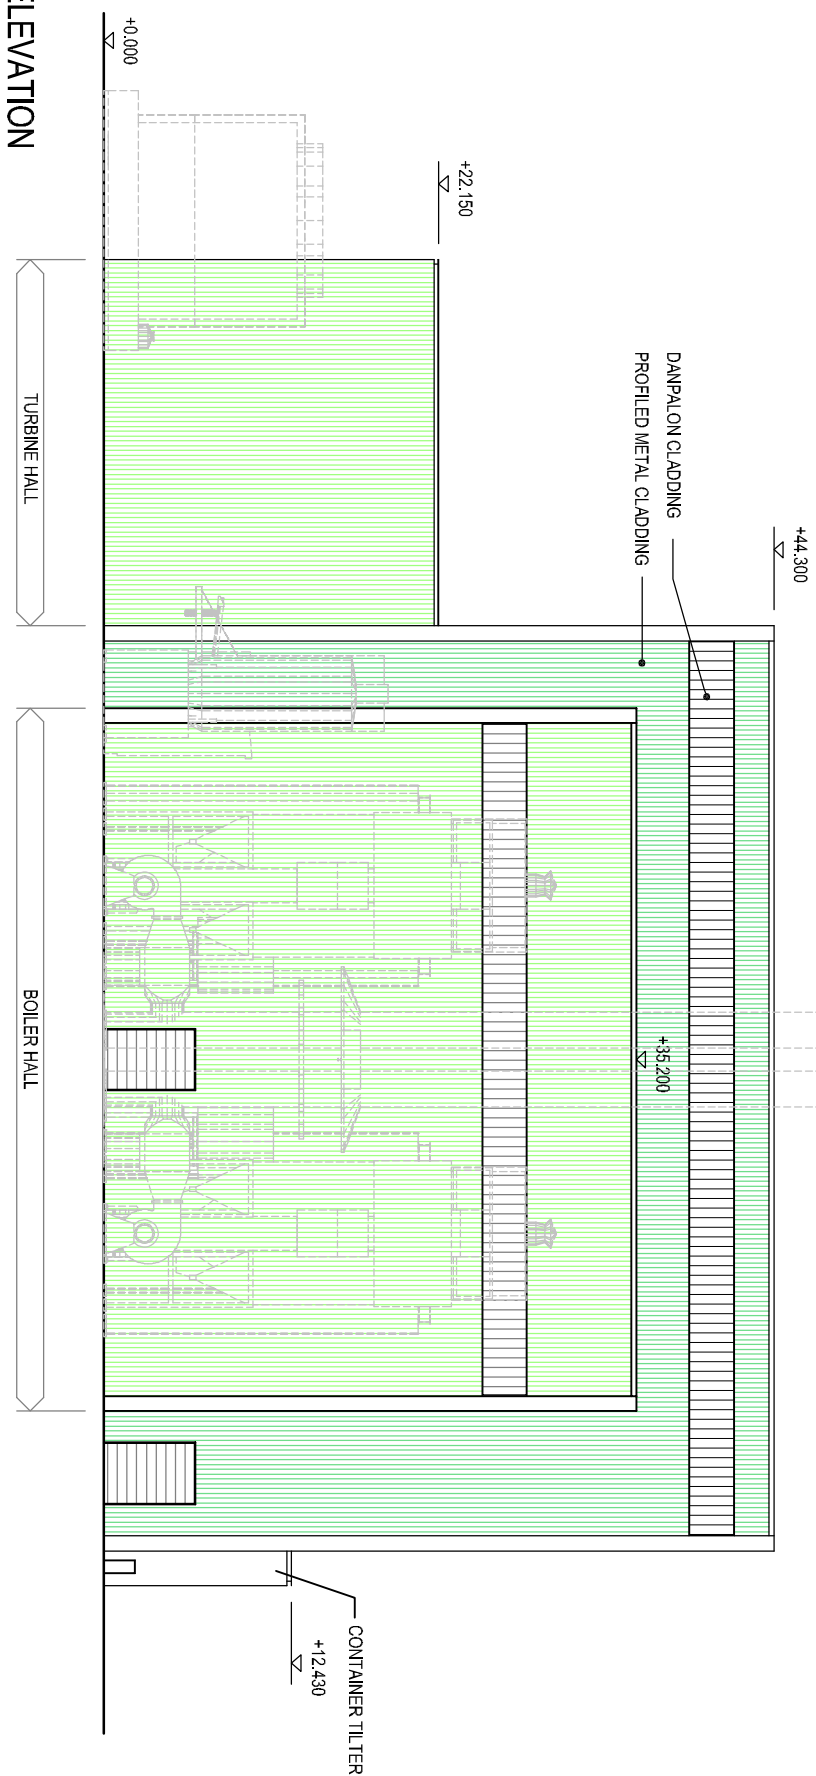 +44.300
DANPALON CLADDING
PROFILED METAL CLADDING
+35.200
+22.150
+12.430
CONTAINER TILTER
+0.000
TURBINE HALL
BOILER HALL
ELEVATION